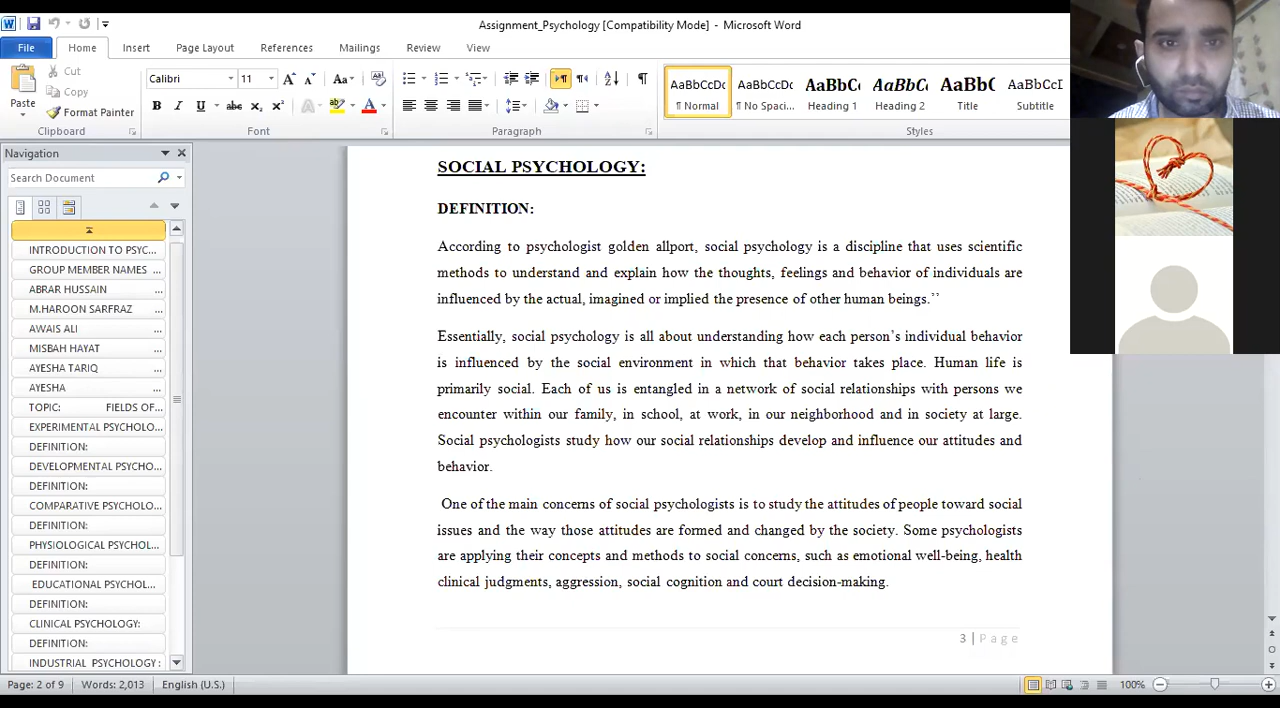 Assignment_Psychology [Compatibility Mode] - Microsoft Word
File Home Insert Page Layout References Mailings Review View
Paste Cut Copy Format Painter
Calibri 11
AaBbCcDc AaBbCcDc AaBbC AaBbCc AaB AaBbCcI
¶ Normal ¶ No Spaci... Heading 1 Heading 2 Title Subtitle
Clipboard Font Paragraph Styles
Navigation
Search Document
INTRODUCTION TO PSYC...
GROUP MEMBER NAMES ...
ABRAR HUSSAIN ...
M.HAROON SARFRAZ ...
AWAIS ALI ...
MISBAH HAYAT ...
AYESHA TARIQ ...
AYESHA ...
TOPIC: FIELDS OF...
EXPERIMENTAL PSYCHOLO...
DEFINITION:
DEVELOPMENTAL PSYCHO...
DEFINITION:
COMPARATIVE PSYCHOLO...
DEFINITION:
PHYSIOLOGICAL PSYCHOL...
DEFINITION:
EDUCATIONAL PSYCHOL...
DEFINITION:
CLINICAL PSYCHOLOGY:
DEFINITION:
INDUSTRIAL PSYCHOLOGY :
SOCIAL PSYCHOLOGY:
DEFINITION:
According to psychologist golden allport, social psychology is a discipline that uses scientific
methods to understand and explain how the thoughts, feelings and behavior of individuals are
influenced by the actual, imagined or implied the presence of other human beings.’’
Essentially, social psychology is all about understanding how each person’s individual behavior
is influenced by the social environment in which that behavior takes place. Human life is
primarily social. Each of us is entangled in a network of social relationships with persons we
encounter within our family, in school, at work, in our neighborhood and in society at large.
Social psychologists study how our social relationships develop and influence our attitudes and
behavior.
One of the main concerns of social psychologists is to study the attitudes of people toward social
issues and the way those attitudes are formed and changed by the society. Some psychologists
are applying their concepts and methods to social concerns, such as emotional well-being, health
clinical judgments, aggression, social cognition and court decision-making.
3 | Page
Page: 2 of 9 Words: 2,013 English (U.S.) 100%